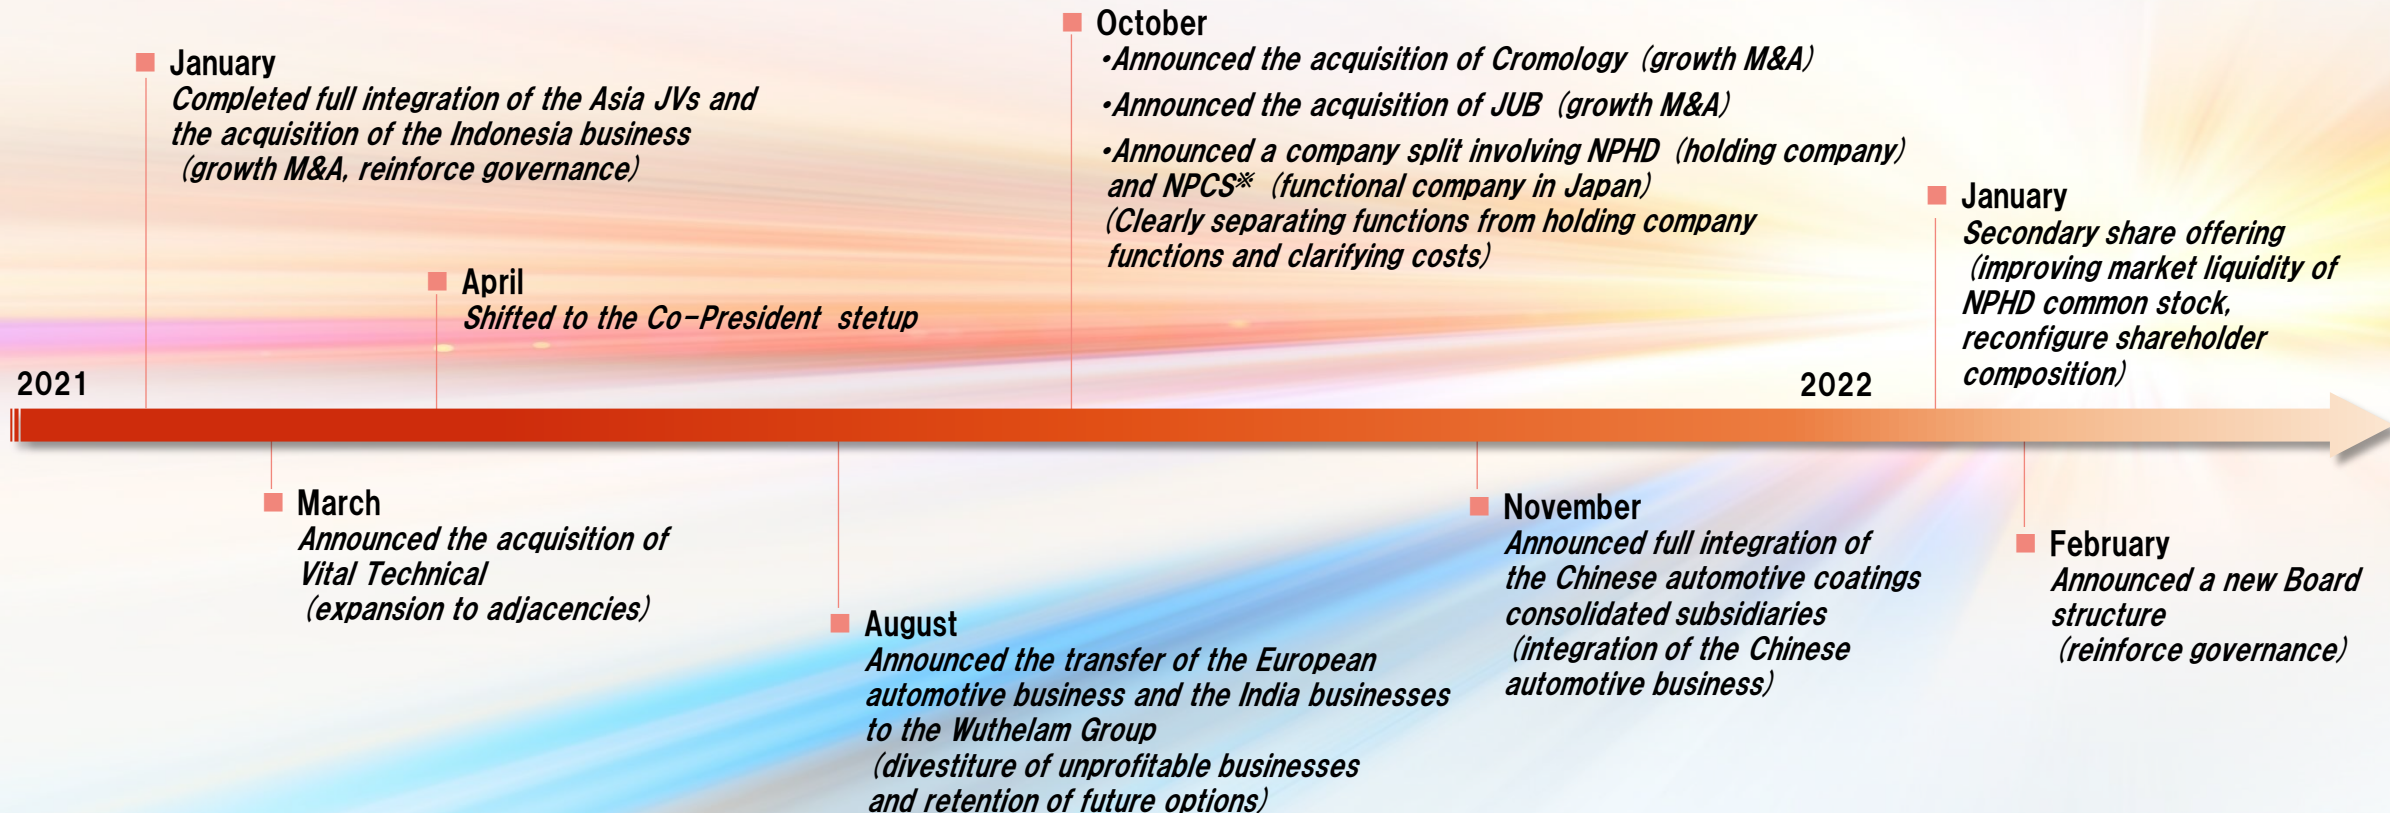 2021
January
Completed full integration of the Asia JVs and
the acquisition of the Indonesia business
(growth M&A, reinforce governance)
March
Announced the acquisition of
Vital Technical
(expansion to adjacencies)
April
Shifted to the Co-President stetup
August
Announced the transfer of the European
automotive business and the India businesses
to the Wuthelam Group
(divestiture of unprofitable businesses
and retention of future options)
October
・Announced the acquisition of Cromology (growth M&A)
・Announced the acquisition of JUB (growth M&A)
・Announced a company split involving NPHD (holding company)
and NPCS※ (functional company in Japan)
(Clearly separating functions from holding company
functions and clarifying costs)
November
Announced full integration of
the Chinese automotive coatings
consolidated subsidiaries
(integration of the Chinese
automotive business)
2022
January
Secondary share offering
(improving market liquidity of
NPHD common stock,
reconfigure shareholder
composition)
February
Announced a new Board
structure
(reinforce governance)